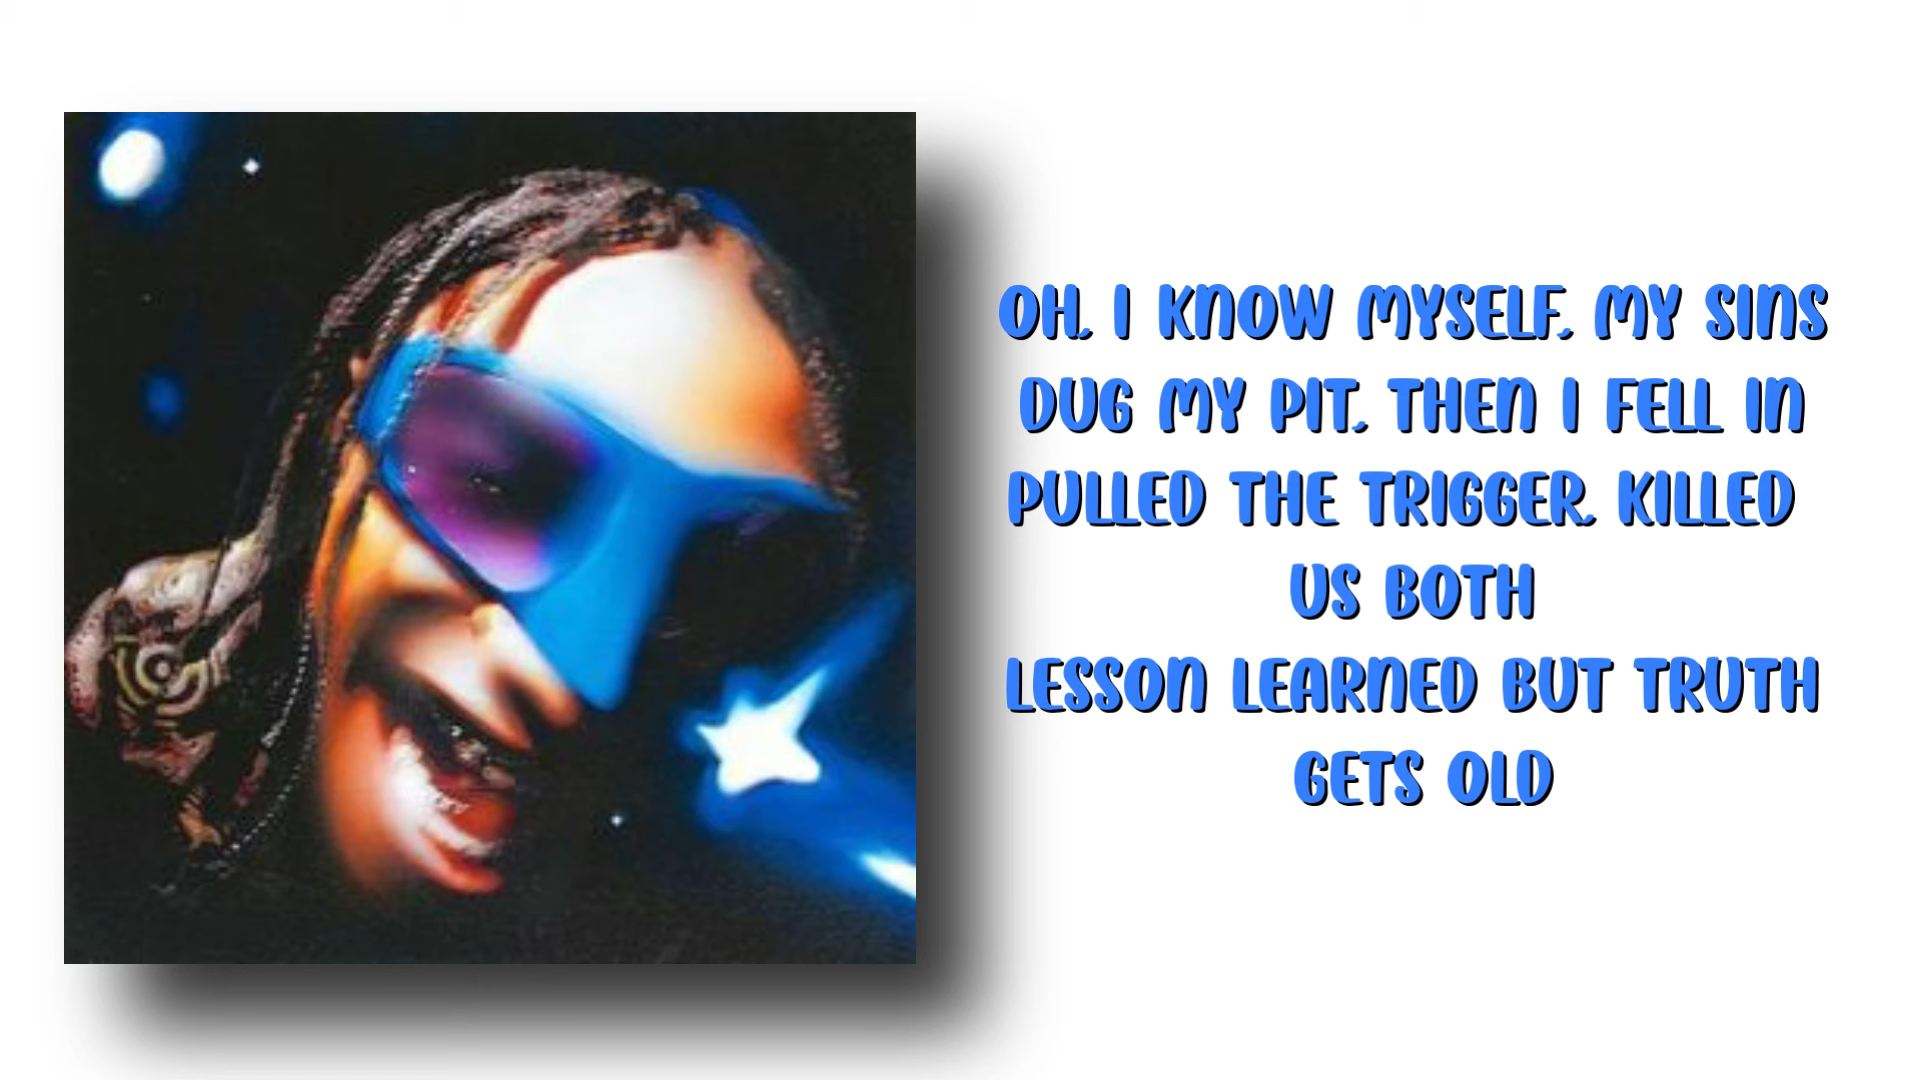 OH, I KNOW MYSELF, MY SINS
DUG MY PIT, THEN I FELL IN
PULLED THE TRIGGER, KILLED
US BOTH
LESSON LEARNED BUT TRUTH
GETS OLD